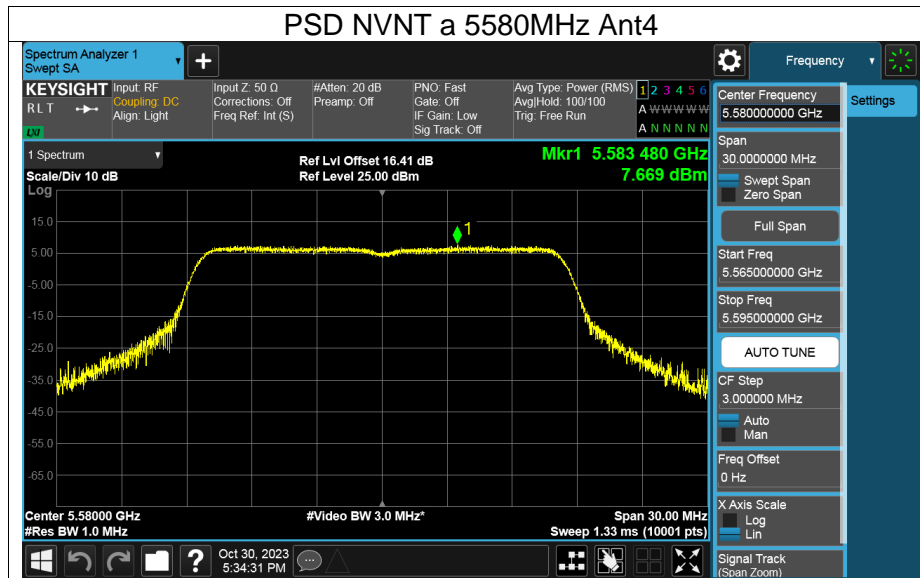 PSD NVNT a 5580MHz Ant4
Spectrum Analyzer 1
Swept SA
+
Frequency
KEYSIGHT
RLT
LXI
Input: RF
Coupling: DC
Align: Light
Input Z: 50 Ω
Corrections: Off
Freq Ref: Int (S)
#Atten: 20 dB
Preamp: Off
PNO: Fast
Gate: Off
IF Gain: Low
Sig Track: Off
Avg Type: Power (RMS)
Avg|Hold: 100/100
Trig: Free Run
1 2 3 4 5 6
A W W W W W
A N N N N N
1 Spectrum
Scale/Div 10 dB
Log
Ref Lvl Offset 16.41 dB
Ref Level 25.00 dBm
Mkr1 5.583 480 GHz
7.669 dBm
1
15.0
5.00
-5.00
-15.0
-25.0
-35.0
-45.0
-55.0
-65.0
Center 5.58000 GHz
#Res BW 1.0 MHz
#Video BW 3.0 MHz*
Span 30.00 MHz
Sweep 1.33 ms (10001 pts)
Center Frequency
5.580000000 GHz
Settings
Span
30.0000000 MHz
Swept Span
Zero Span
Full Span
Start Freq
5.565000000 GHz
Stop Freq
5.595000000 GHz
AUTO TUNE
CF Step
3.000000 MHz
Auto
Man
Freq Offset
0 Hz
X Axis Scale
Log
Lin
Signal Track
(Span Zoom)
?
Oct 30, 2023
5:34:31 PM